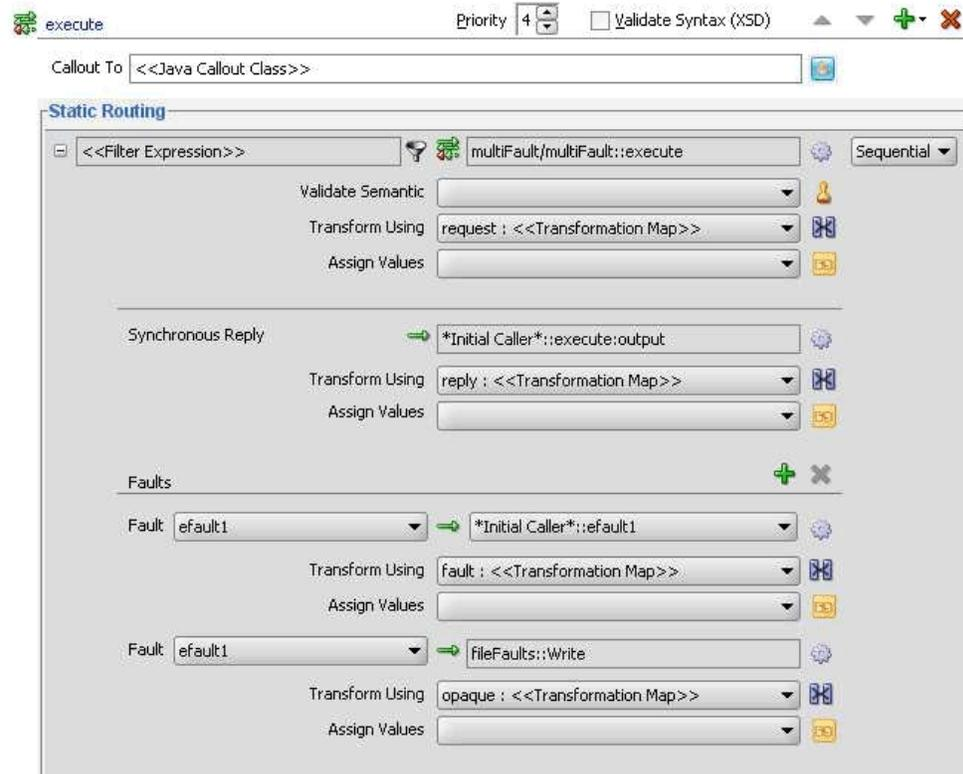 execute Priority 4 Validate Syntax (XSD)
Callout To <<Java Callout Class>>
Static Routing
<<Filter Expression>> multiFault/multiFault::execute Sequential
Validate Semantic
Transform Using request : <<Transformation Map>>
Assign Values
Synchronous Reply *Initial Caller*::execute:output
Transform Using reply : <<Transformation Map>>
Assign Values
Faults
Fault efault1 *Initial Caller*::efault1
Transform Using fault : <<Transformation Map>>
Assign Values
Fault efault1 fileFaults::Write
Transform Using opaque : <<Transformation Map>>
Assign Values